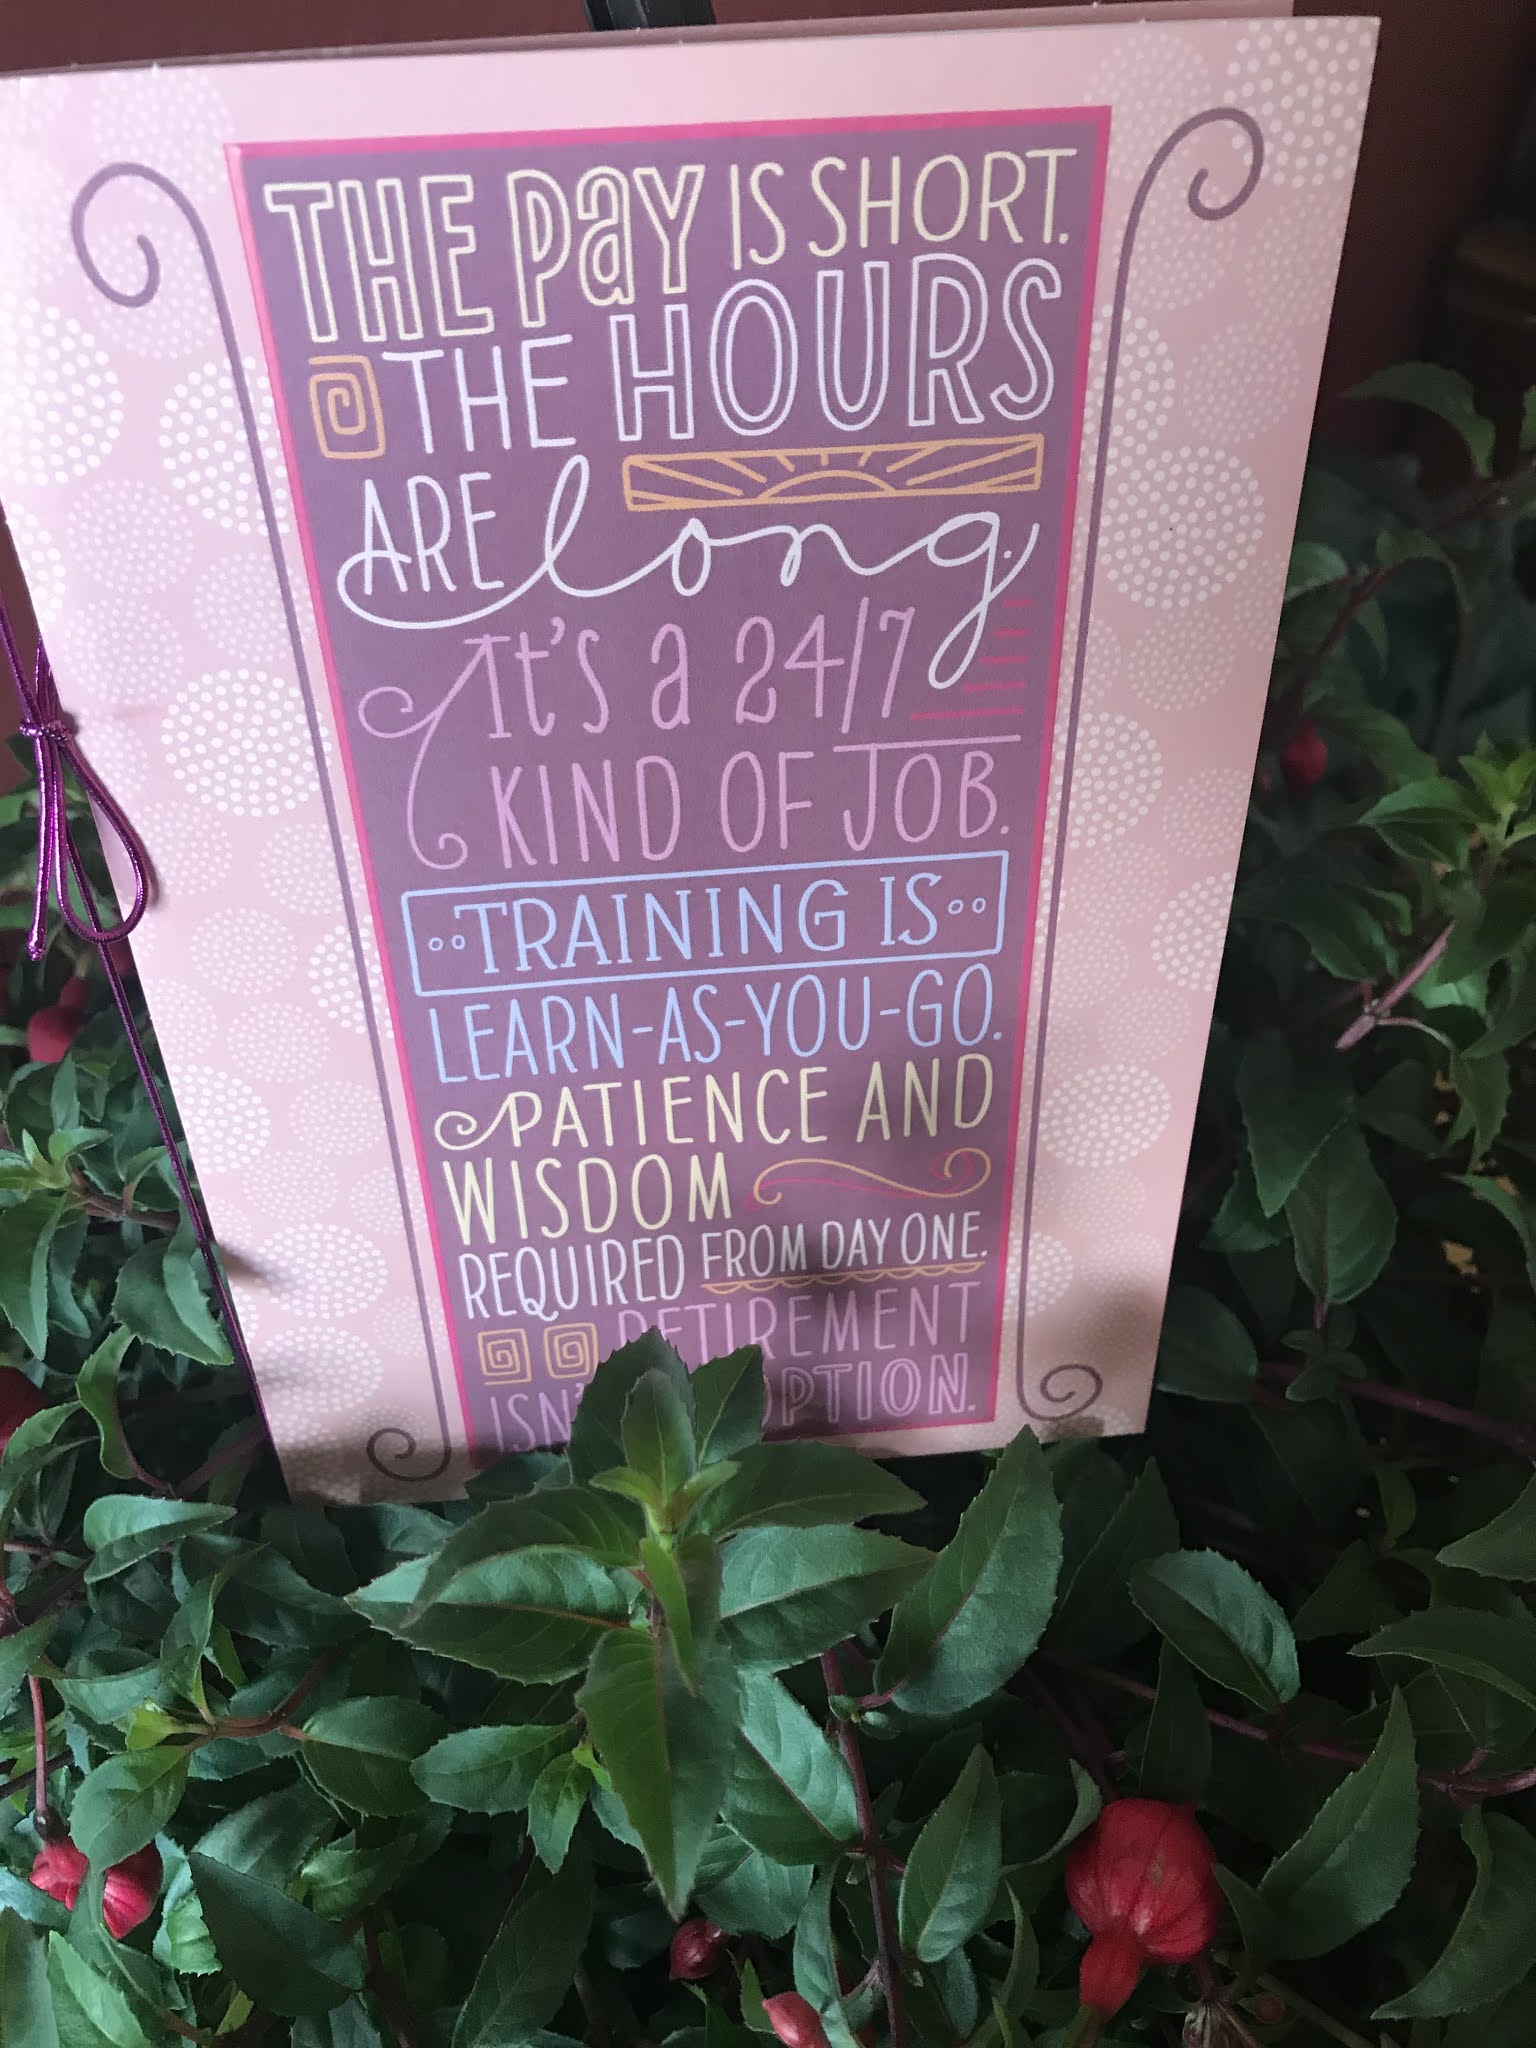 THE PaY IS SHORT.
THE HOURS
ARE long.
It's a 24/7
KIND OF JOB.
TRAINING IS
LEARN-AS-YOU-GO.
PATIENCE AND
WISDOM
REQUIRED FROM DAY ONE.
RETIREMENT
OPTION.